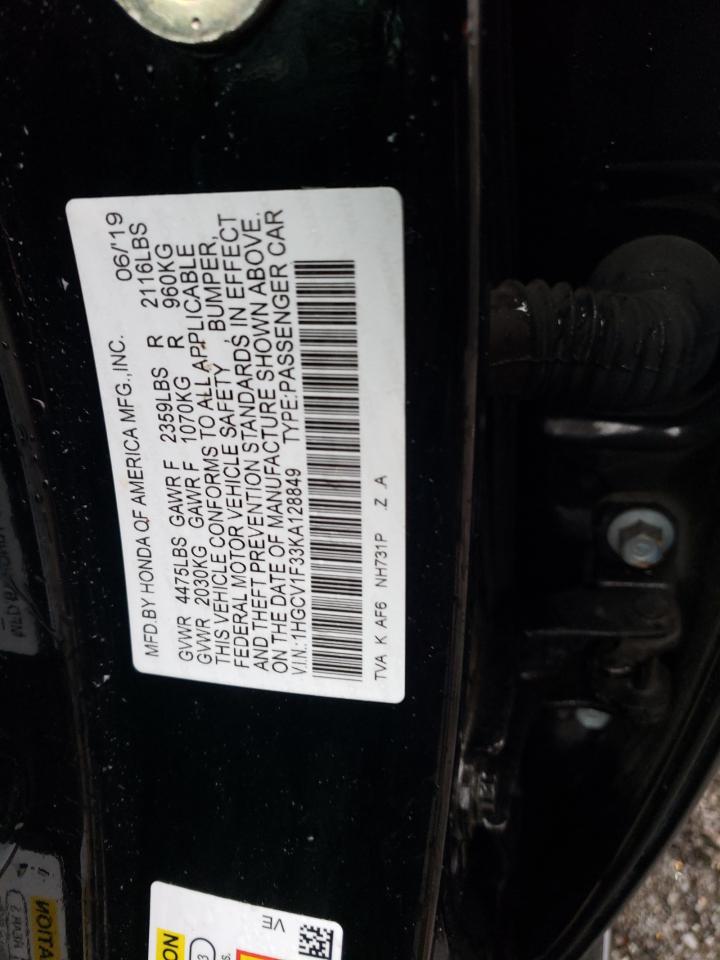 MFD.BY HONDA OF AMERICA MFG.,INC. 06/'19
GVWR 4475LBS GAWR F 2359LBS R 2116LBS
GVWR 2030KG GAWR F 1070KG R 960KG
THIS VEHICLE CONFORMS TO ALL APPLICABLE
FEDERAL MOTOR VEHICLE SAFETY , BUMPER,
AND THEFT PREVENTION STANDARDS IN EFFECT
ON THE DATE OF MANUFACTURE SHOWN ABOVE.
V.I.N.:1HGCV1F33KA128849 TYPE:PASSENGER CAR
TVA K AF6 NH731P .Z .A
VE
3